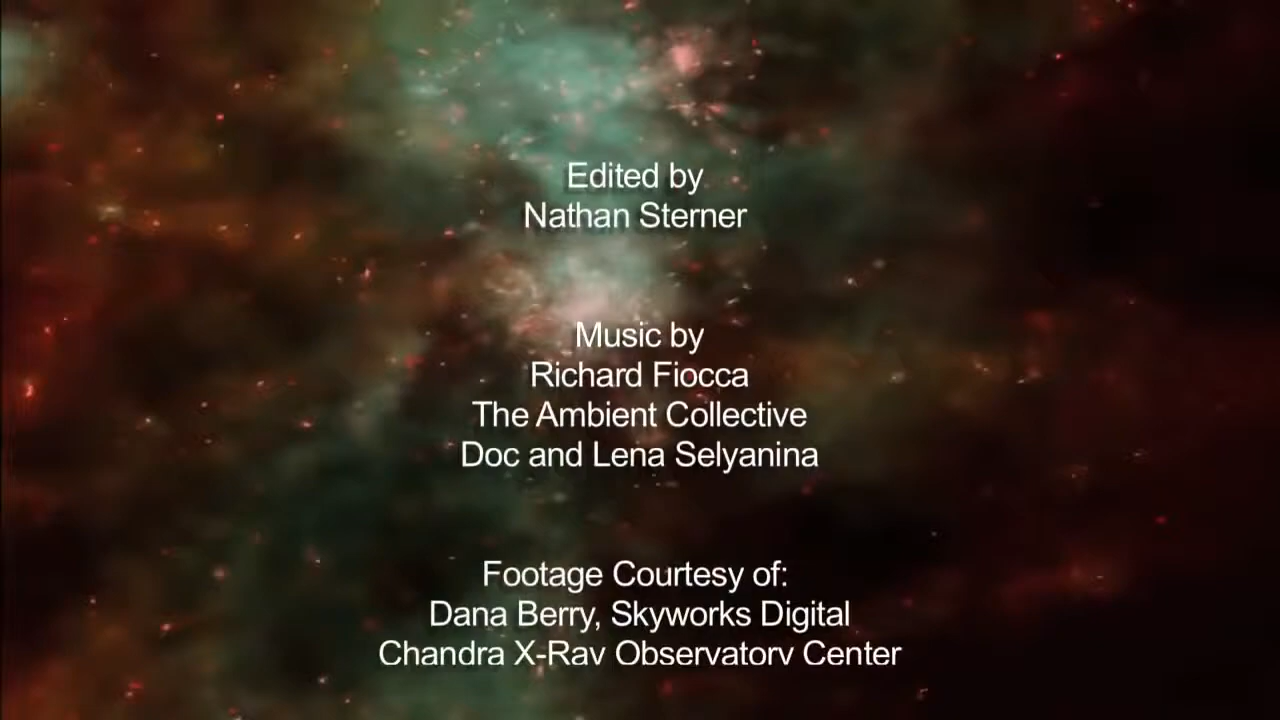 Edited by
Nathan Sterner
Music by
Richard Fiocca
The Ambient Collective
Doc and Lena Selyanina
Footage Courtesy of:
Dana Berry, Skyworks Digital
Chandra X-Ray Observatory Center